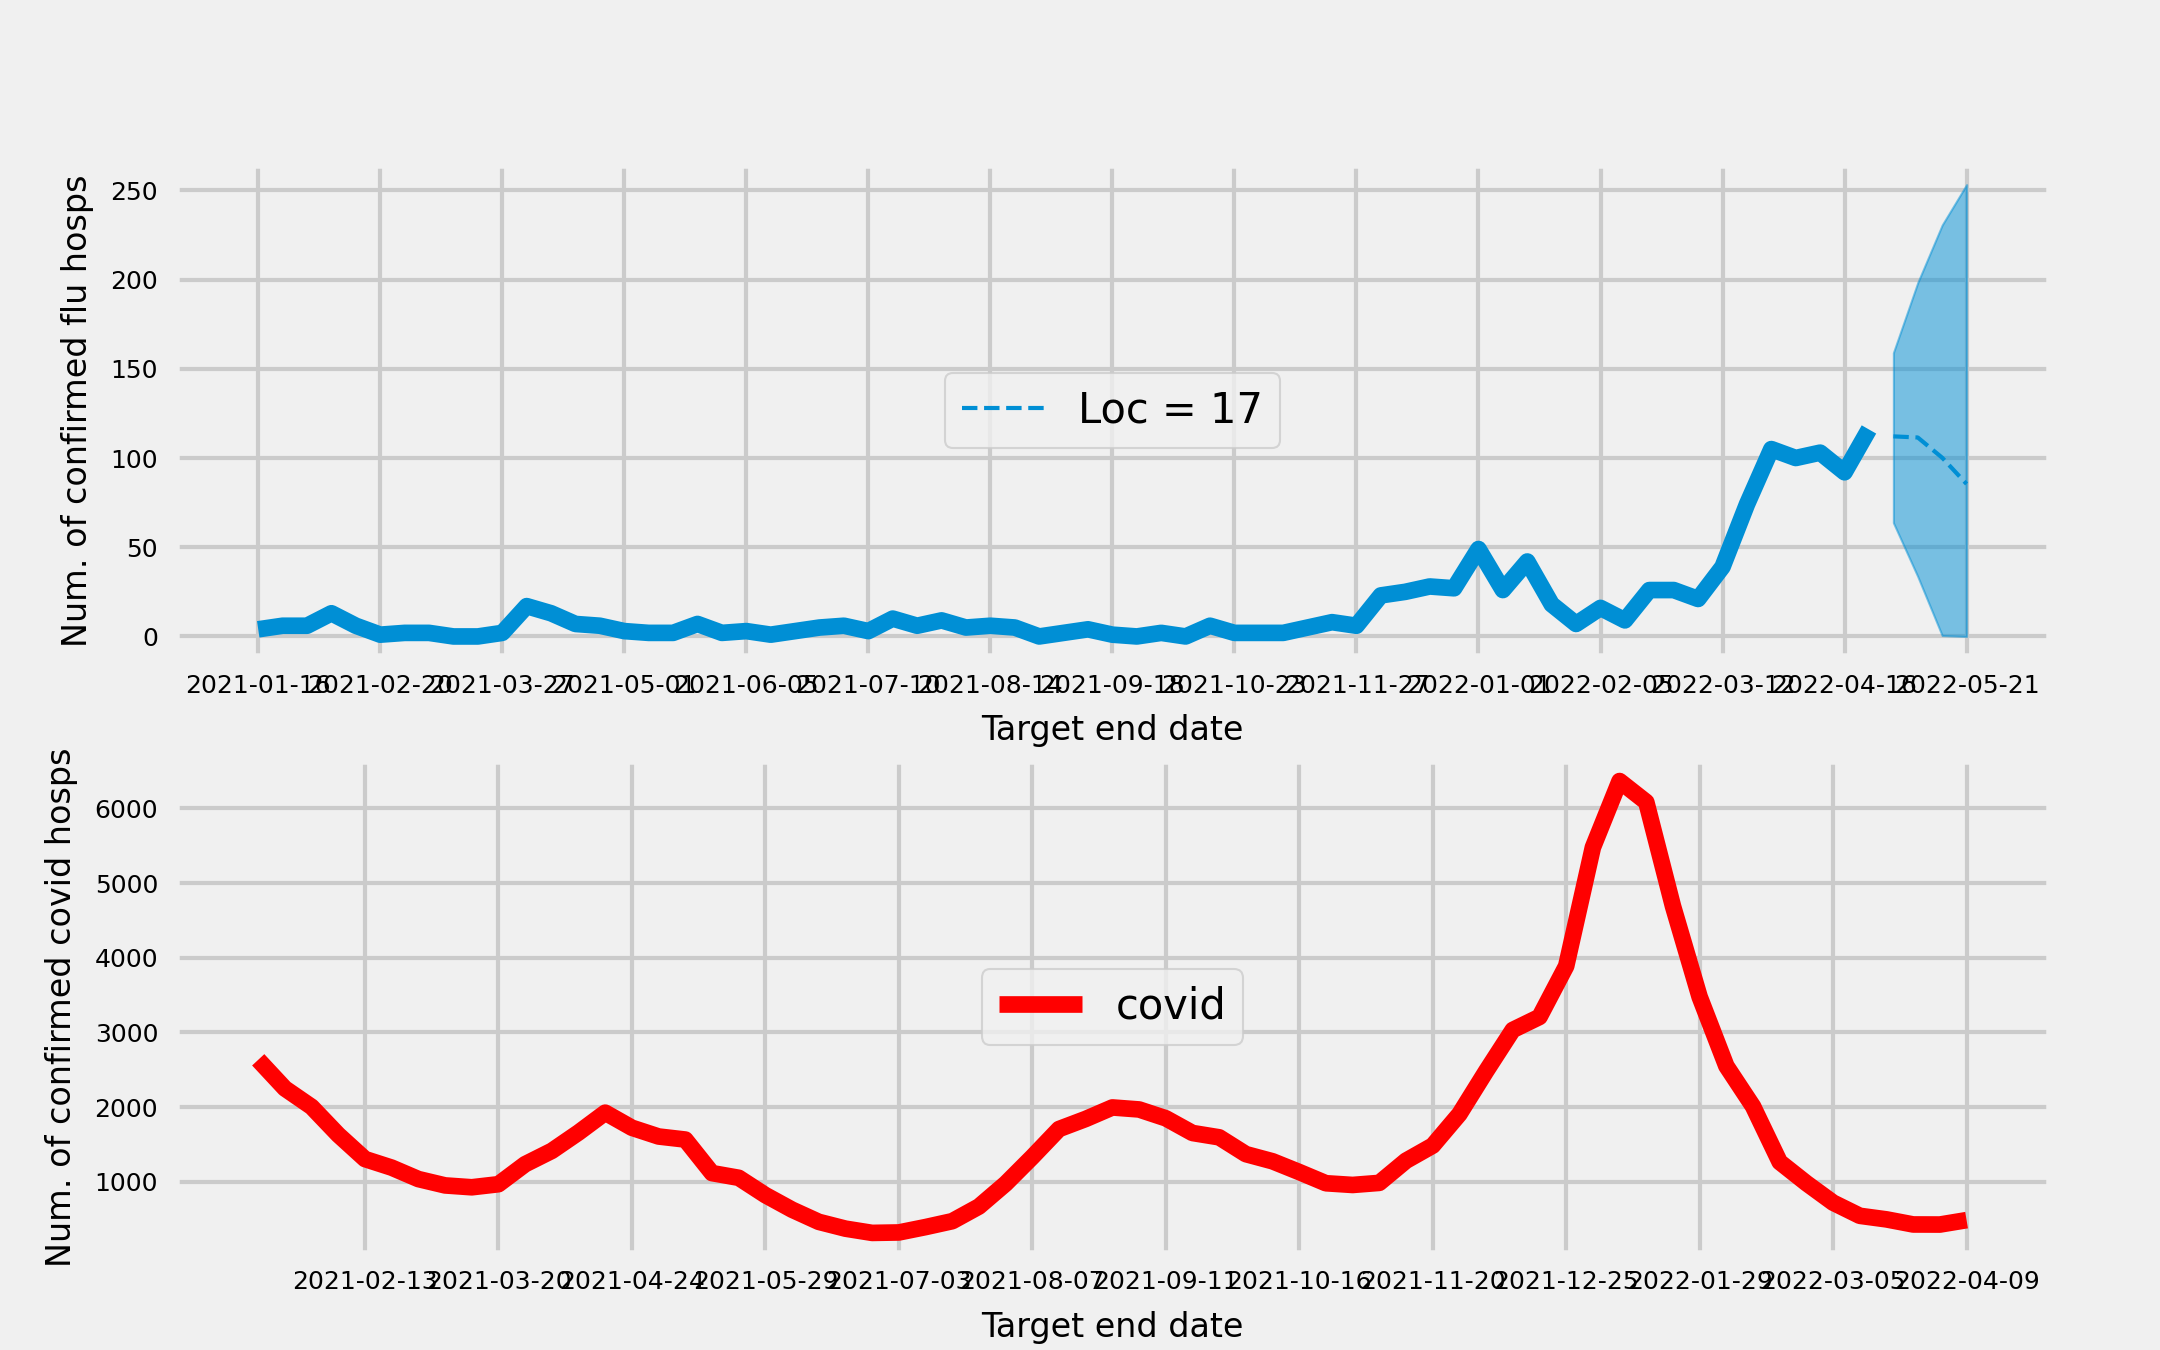 Num. of confirmed flu hosps
250
200
150
100
50
0
Loc = 17
2021-01-16 2021-02-20 2021-03-27 2021-05-01 2021-06-05 2021-07-10 2021-08-14 2021-09-18 2021-10-23 2021-11-27 2022-01-01 2022-02-05 2022-03-12 2022-04-16 2022-05-21
Target end date
Num. of confirmed covid hosps
6000
5000
4000
3000
2000
1000
covid
2021-02-13 2021-03-20 2021-04-24 2021-05-29 2021-07-03 2021-08-07 2021-09-11 2021-10-16 2021-11-20 2021-12-25 2022-01-29 2022-03-05 2022-04-09
Target end date